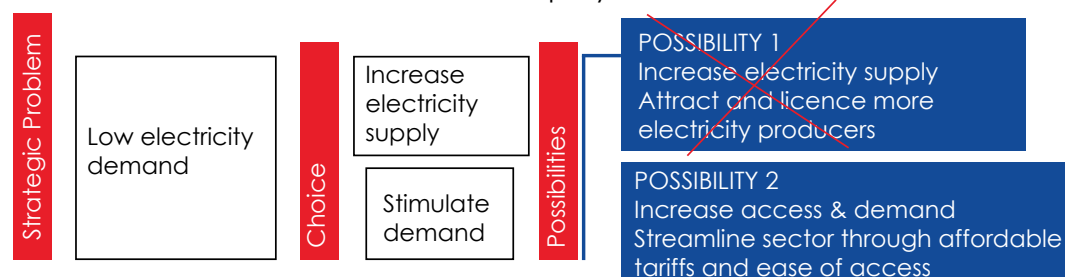 Strategic Problem
Low electricity
demand
Choice
Increase
electricity
supply
Stimulate
demand
Possibilities
POSSIBILITY 1
Increase electricity supply
Attract and licence more
electricity producers
POSSIBILITY 2
Increase access & demand
Streamline sector through affordable
tariffs and ease of access